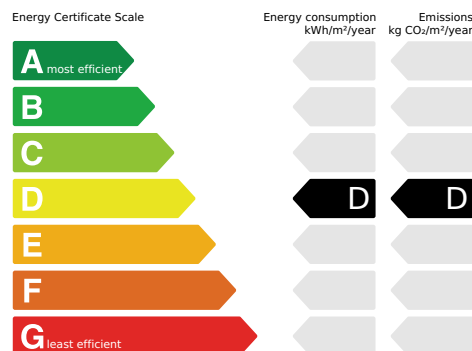 Energy Certificate Scale
Energy consumption
kWh/m²/year
Emissions
kg CO₂/m²/year
A most efficient
B
C
D D D
E
F
G least efficient